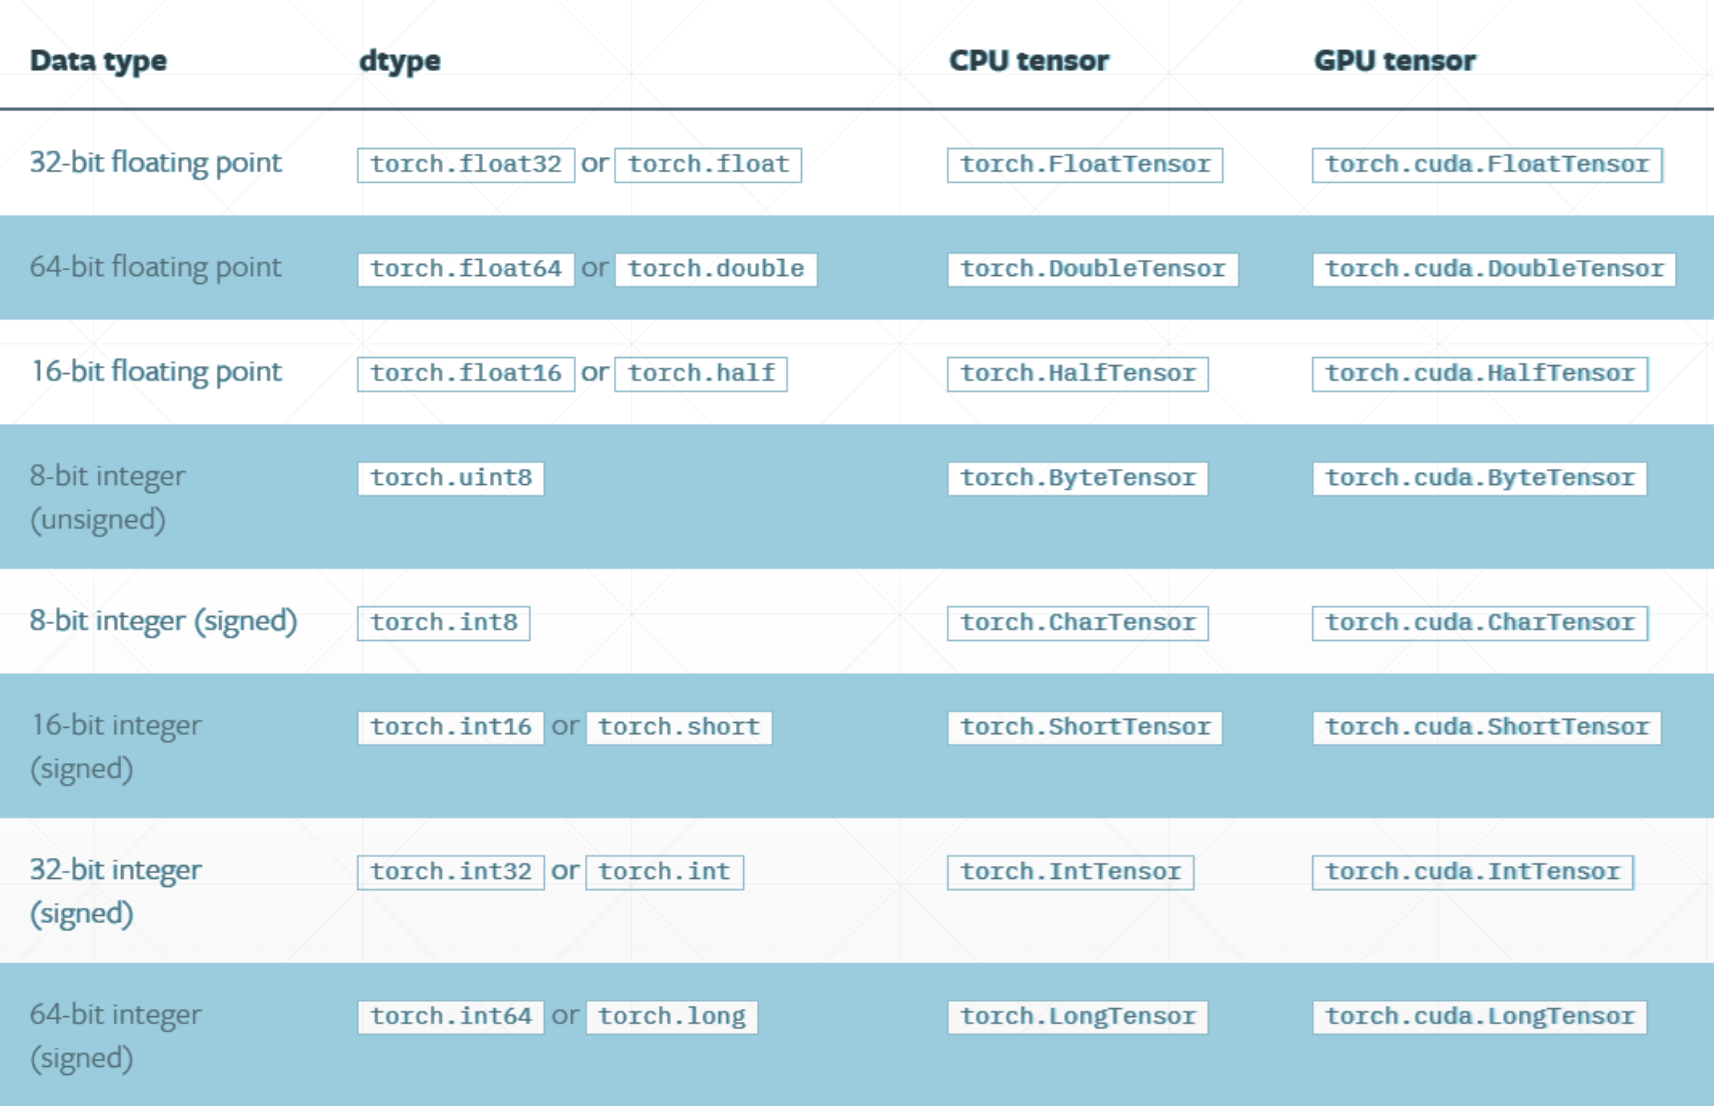 Data type dtype CPU tensor GPU tensor
32-bit floating point torch.float32 or torch.float torch.FloatTensor torch.cuda.FloatTensor
64-bit floating point torch.float64 or torch.double torch.DoubleTensor torch.cuda.DoubleTensor
16-bit floating point torch.float16 or torch.half torch.HalfTensor torch.cuda.HalfTensor
8-bit integer torch.uint8 torch.ByteTensor torch.cuda.ByteTensor
(unsigned)
8-bit integer (signed) torch.int8 torch.CharTensor torch.cuda.CharTensor
16-bit integer torch.int16 or torch.short torch.ShortTensor torch.cuda.ShortTensor
(signed)
32-bit integer torch.int32 or torch.int torch.IntTensor torch.cuda.IntTensor
(signed)
64-bit integer torch.int64 or torch.long torch.LongTensor torch.cuda.LongTensor
(signed)